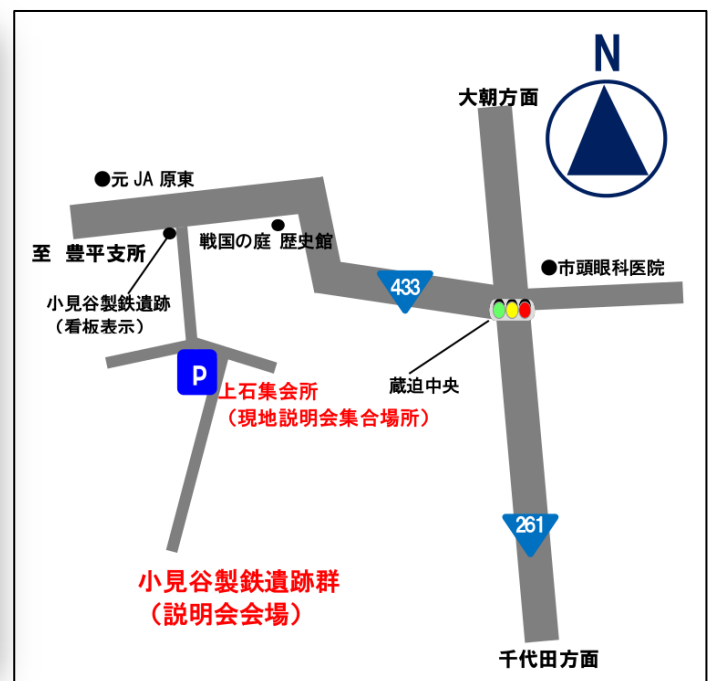 N
大朝方面
●元 JA 原東
戦国の庭 歴史館
至 豊平支所
●市頭眼科医院
小見谷製鉄遺跡
（看板表示）
433
蔵迫中央
P
上石集会所
（現地説明会集合場所）
261
小見谷製鉄遺跡群
（説明会会場）
千代田方面